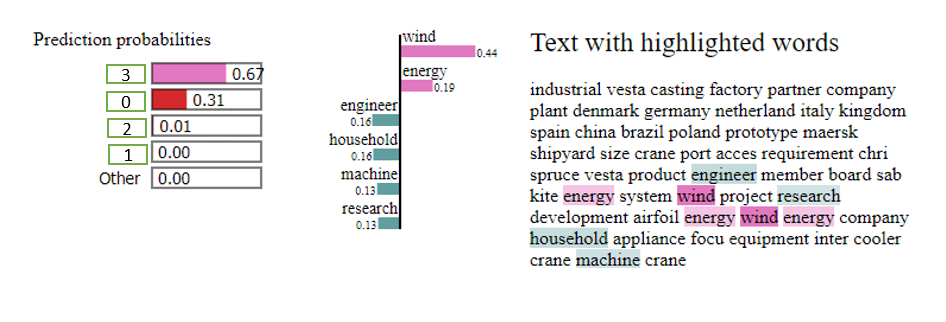 Prediction probabilities
3 0.67
0 0.31
2 0.01
1 0.00
Other 0.00
wind
0.44
energy
0.19
engineer
0.16
household
0.16
machine
0.13
research
0.13
Text with highlighted words
industrial vesta casting factory partner company
plant denmark germany netherland italy kingdom
spain china brazil poland prototype maersk
shipyard size crane port acces requirement chri
spruce vesta product engineer member board sab
kite energy system wind project research
development airfoil energy wind energy company
household appliance focu equipment inter cooler
crane machine crane